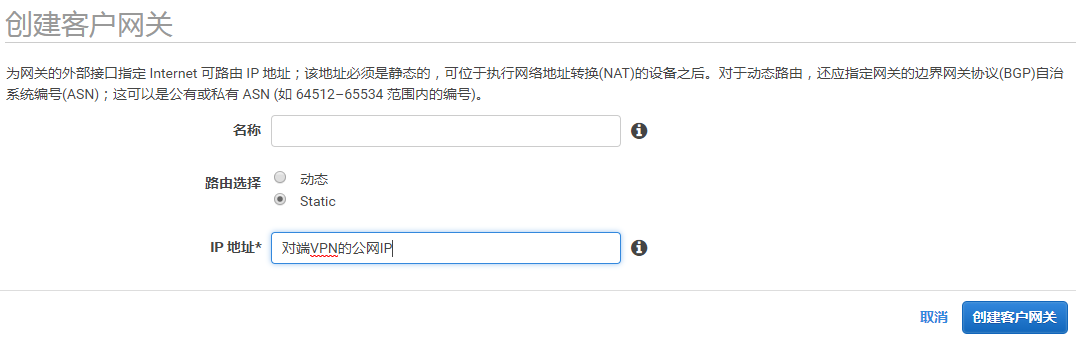 创建客户网关
为网关的外部接口指定 Internet 可路由 IP 地址；该地址必须是静态的，可位于执行网络地址转换(NAT)的设备之后。对于动态路由，还应指定网关的边界网关协议(BGP)自治
系统编号(ASN)；这可以是公有或私有 ASN (如 64512–65534 范围内的编号)。
名称
路由选择 动态
Static
IP 地址* 对端VPN的公网IP
取消 创建客户网关